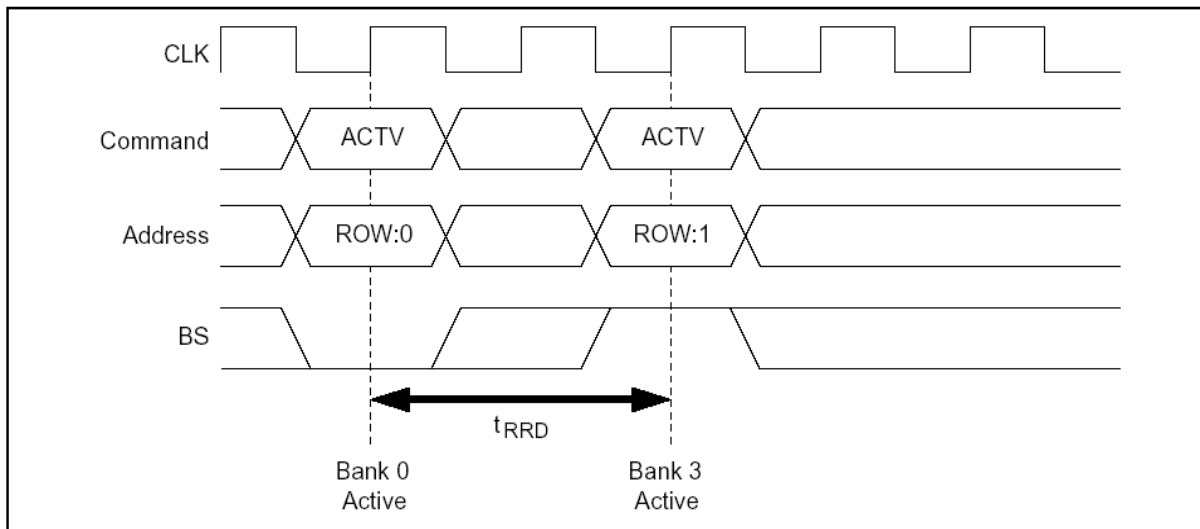 CLK
Command ACTV ACTV
Address ROW:0 ROW:1
BS
tRRD
Bank 0 Bank 3
Active Active